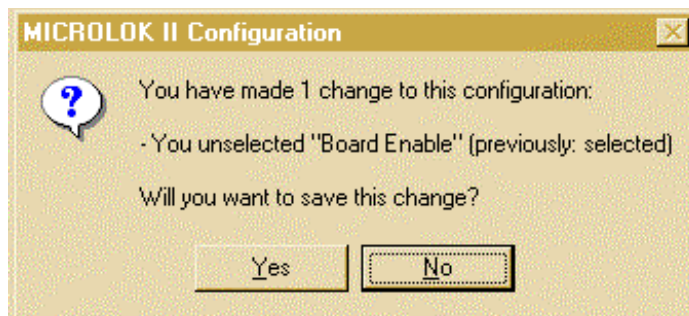 MICROLOK II Configuration
You have made 1 change to this configuration:
- You unselected "Board Enable" (previously: selected)
Will you want to save this change?
Yes No